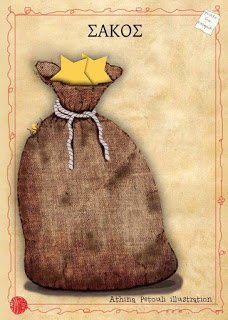 ΣΑΚΟΣ
Athina Petouli illustration